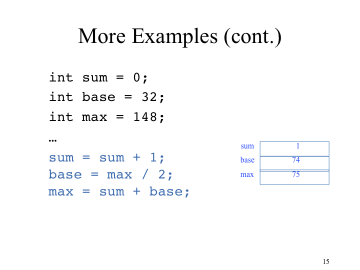 More Examples (cont.)
int sum = 0;
int base = 32;
int max = 148;
…
sum = sum + 1;
base = max / 2;
max = sum + base;
sum 1
base 74
max 75
15